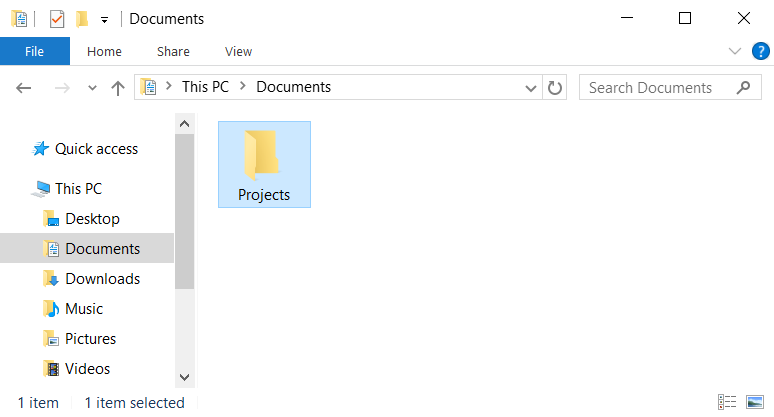 Documents
File Home Share View
This PC Documents Search Documents
Quick access
This PC
Desktop
Documents
Downloads
Music
Pictures
Videos
Projects
1 item 1 item selected